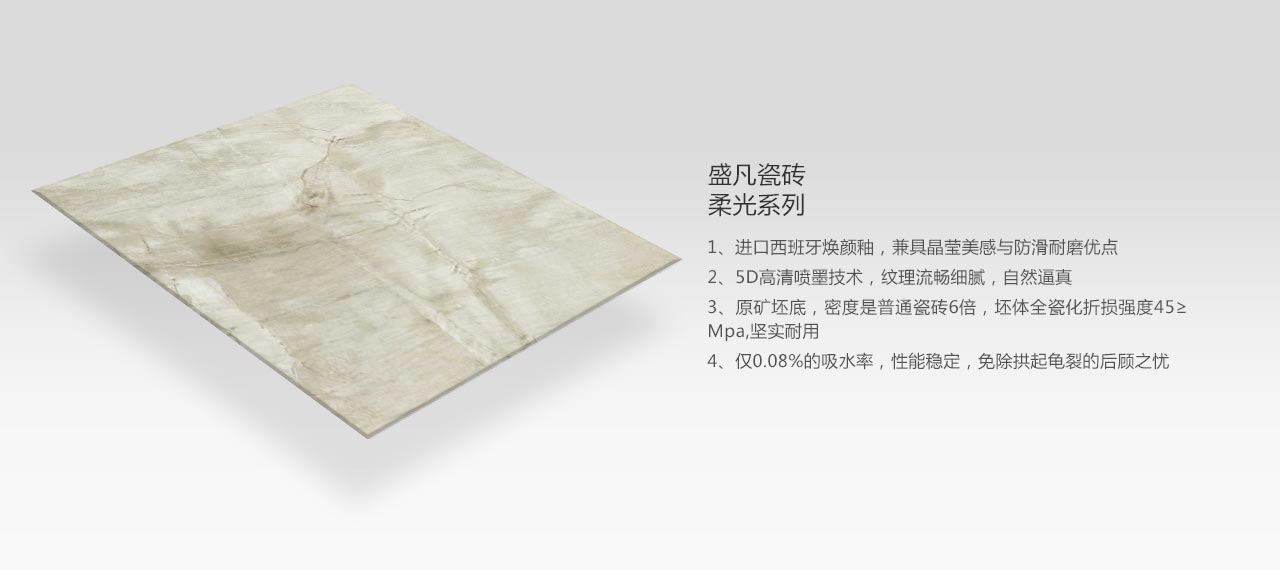 盛凡瓷砖
柔光系列
1、进口西班牙焕颜釉，兼具晶莹美感与防滑耐磨优点
2、5D高清喷墨技术，纹理流畅细腻，自然逼真
3、原矿坯底，密度是普通瓷砖6倍，坯体全瓷化折损强度45≥
Mpa,坚实耐用
4、仅0.08%的吸水率，性能稳定，免除拱起龟裂的后顾之忧